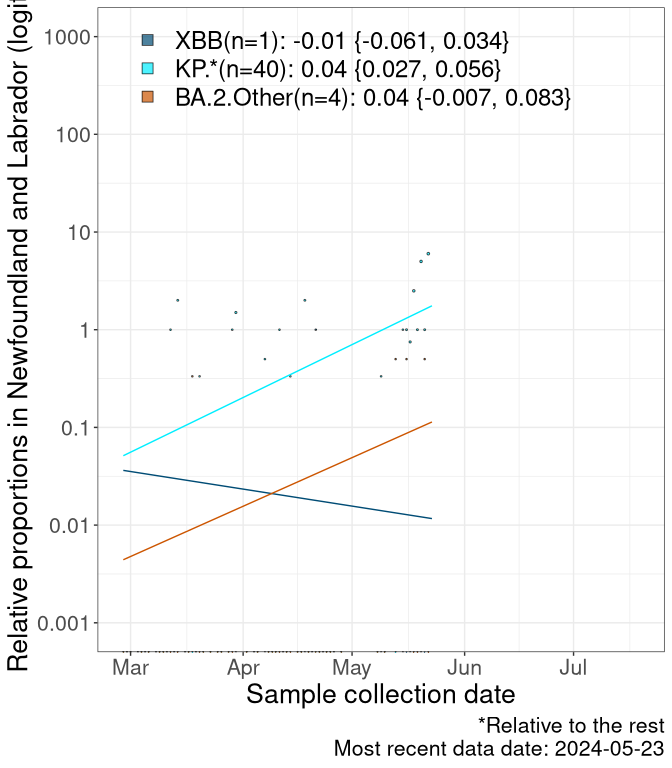 XBB(n=1): -0.01 {-0.061, 0.034}
KP.*(n=40): 0.04 {0.027, 0.056}
BA.2.Other(n=4): 0.04 {-0.007, 0.083}
Relative proportions in Newfoundland and Labrador (logit
1000
100
10
1
0.1
0.01
0.001
Mar Apr May Jun Jul
Sample collection date
*Relative to the rest
Most recent data date: 2024-05-23